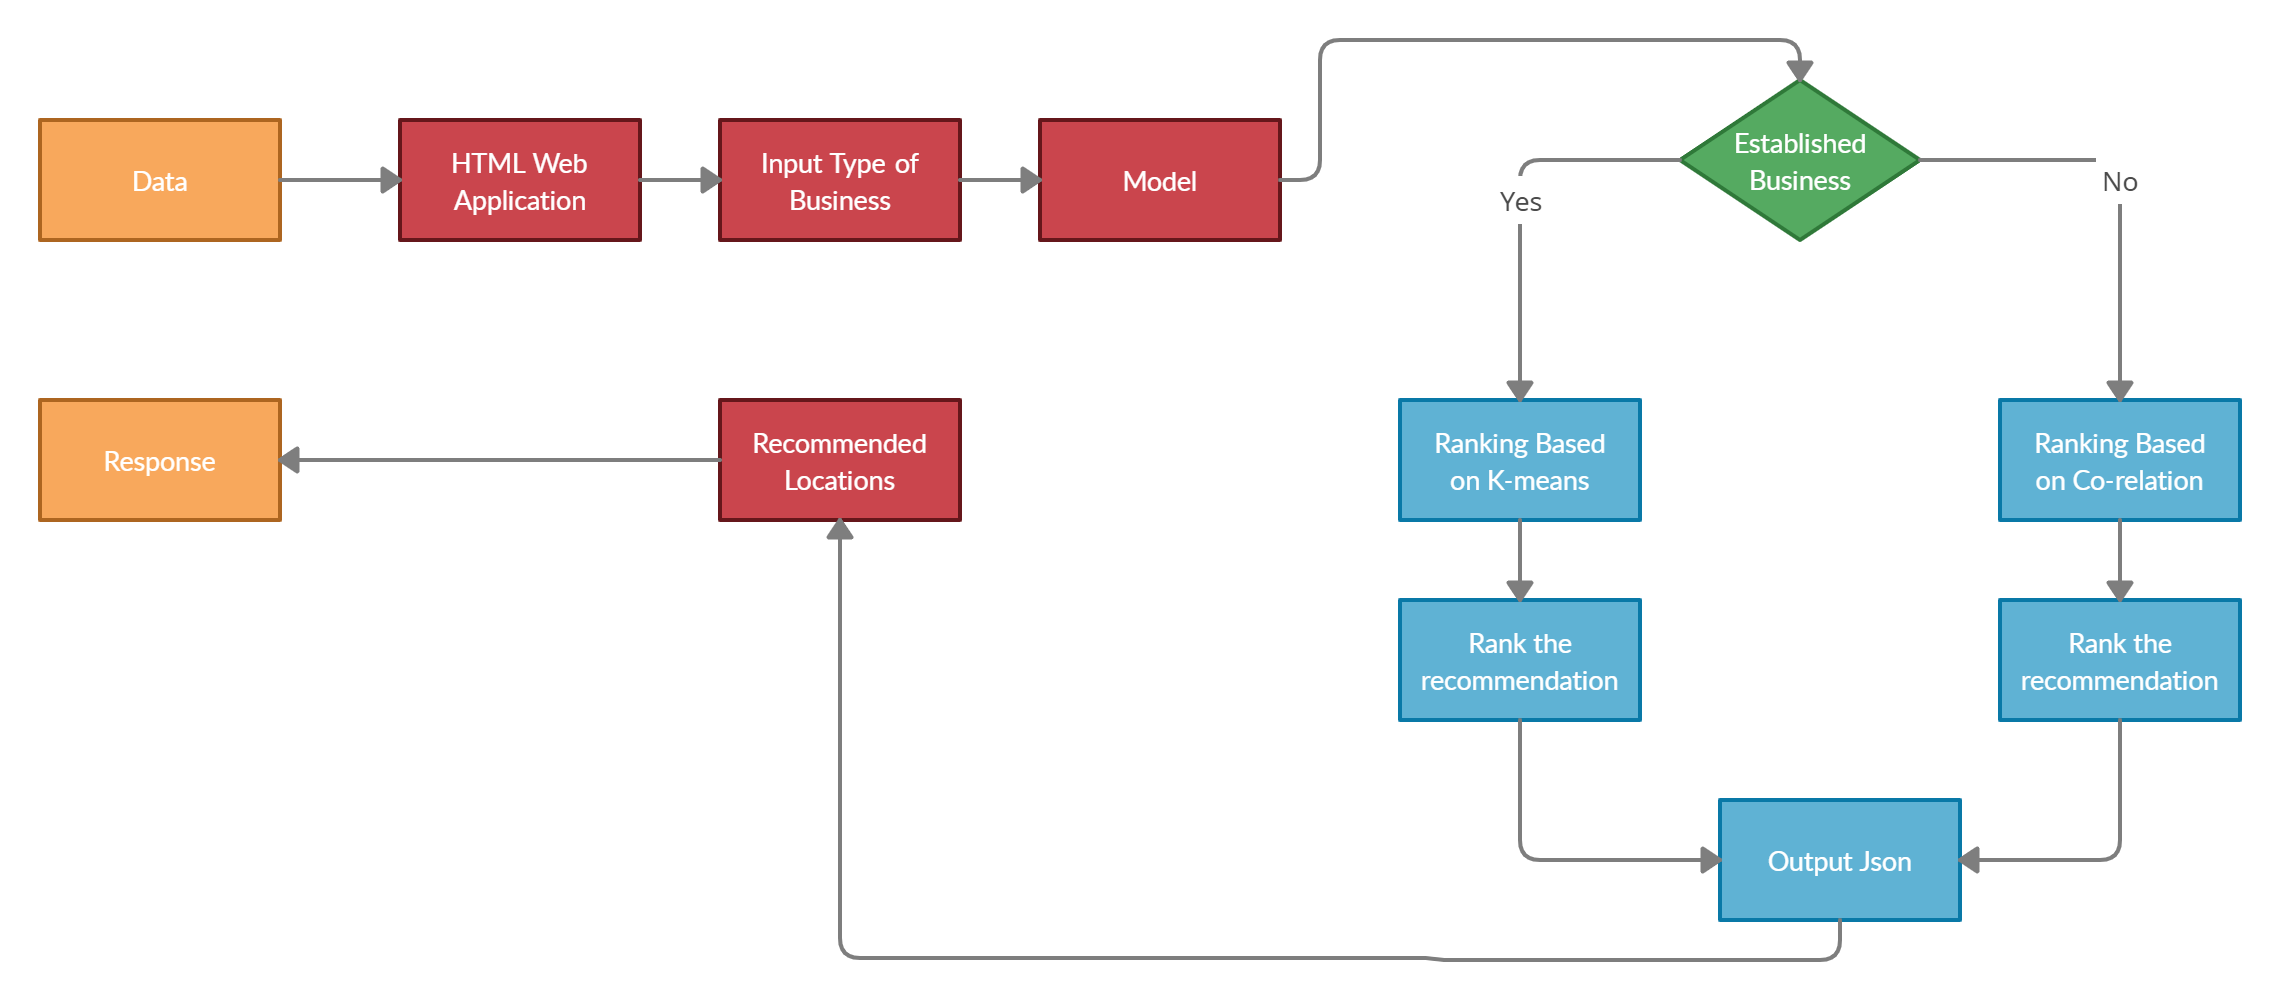 Data
HTML Web
Application
Input Type of
Business
Model
Established
Business
Yes
No
Response
Recommended
Locations
Ranking Based
on K-means
Ranking Based
on Co-relation
Rank the
recommendation
Rank the
recommendation
Output Json